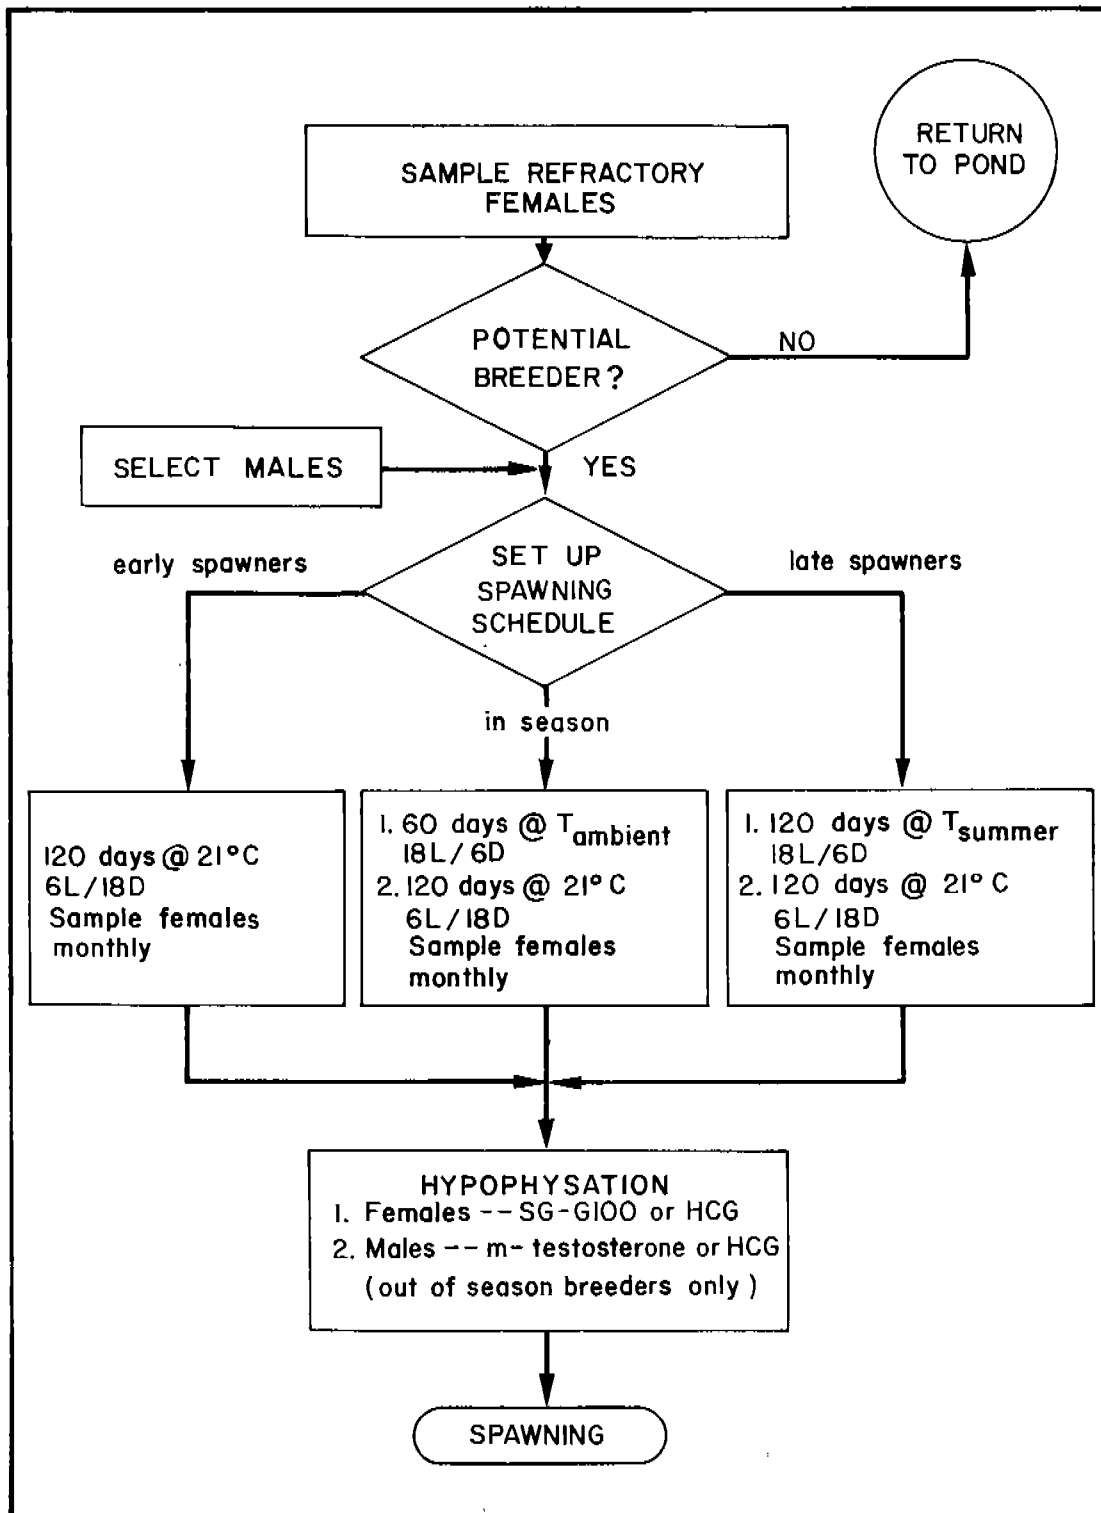 RETURN
TO POND
SAMPLE REFRACTORY
FEMALES
POTENTIAL
BREEDER?
NO
SELECT MALES
YES
SET UP
SPAWNING
SCHEDULE
early spawners
late spawners
in season
120 days @ 21°C
6L/18D
Sample females
monthly
1. 60 days @ Tambient
18L/6D
2. 120 days @ 21°C
6L/18D
Sample females
monthly
1. 120 days @ Tsummer
18L/6D
2. 120 days @ 21°C
6L/18D
Sample females
monthly
HYPOPHYSATION
1. Females -- SG-G100 or HCG
2. Males -- m- testosterone or HCG
(out of season breeders only)
SPAWNING